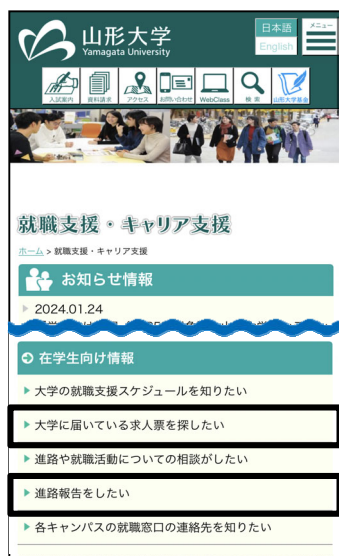 山形大学
Yamagata University
日本語
English
メニュー
入試案内
資料請求
アクセス
お問い合わせ
WebClass
検索
山形大学基金
就職支援・キャリア支援
ホーム > 就職支援・キャリア支援
お知らせ情報
2024.01.24
在学生向け情報
大学の就職支援スケジュールを知りたい
大学に届いている求人票を探したい
進路や就職活動についての相談がしたい
進路報告をしたい
各キャンパスの就職窓口の連絡先を知りたい